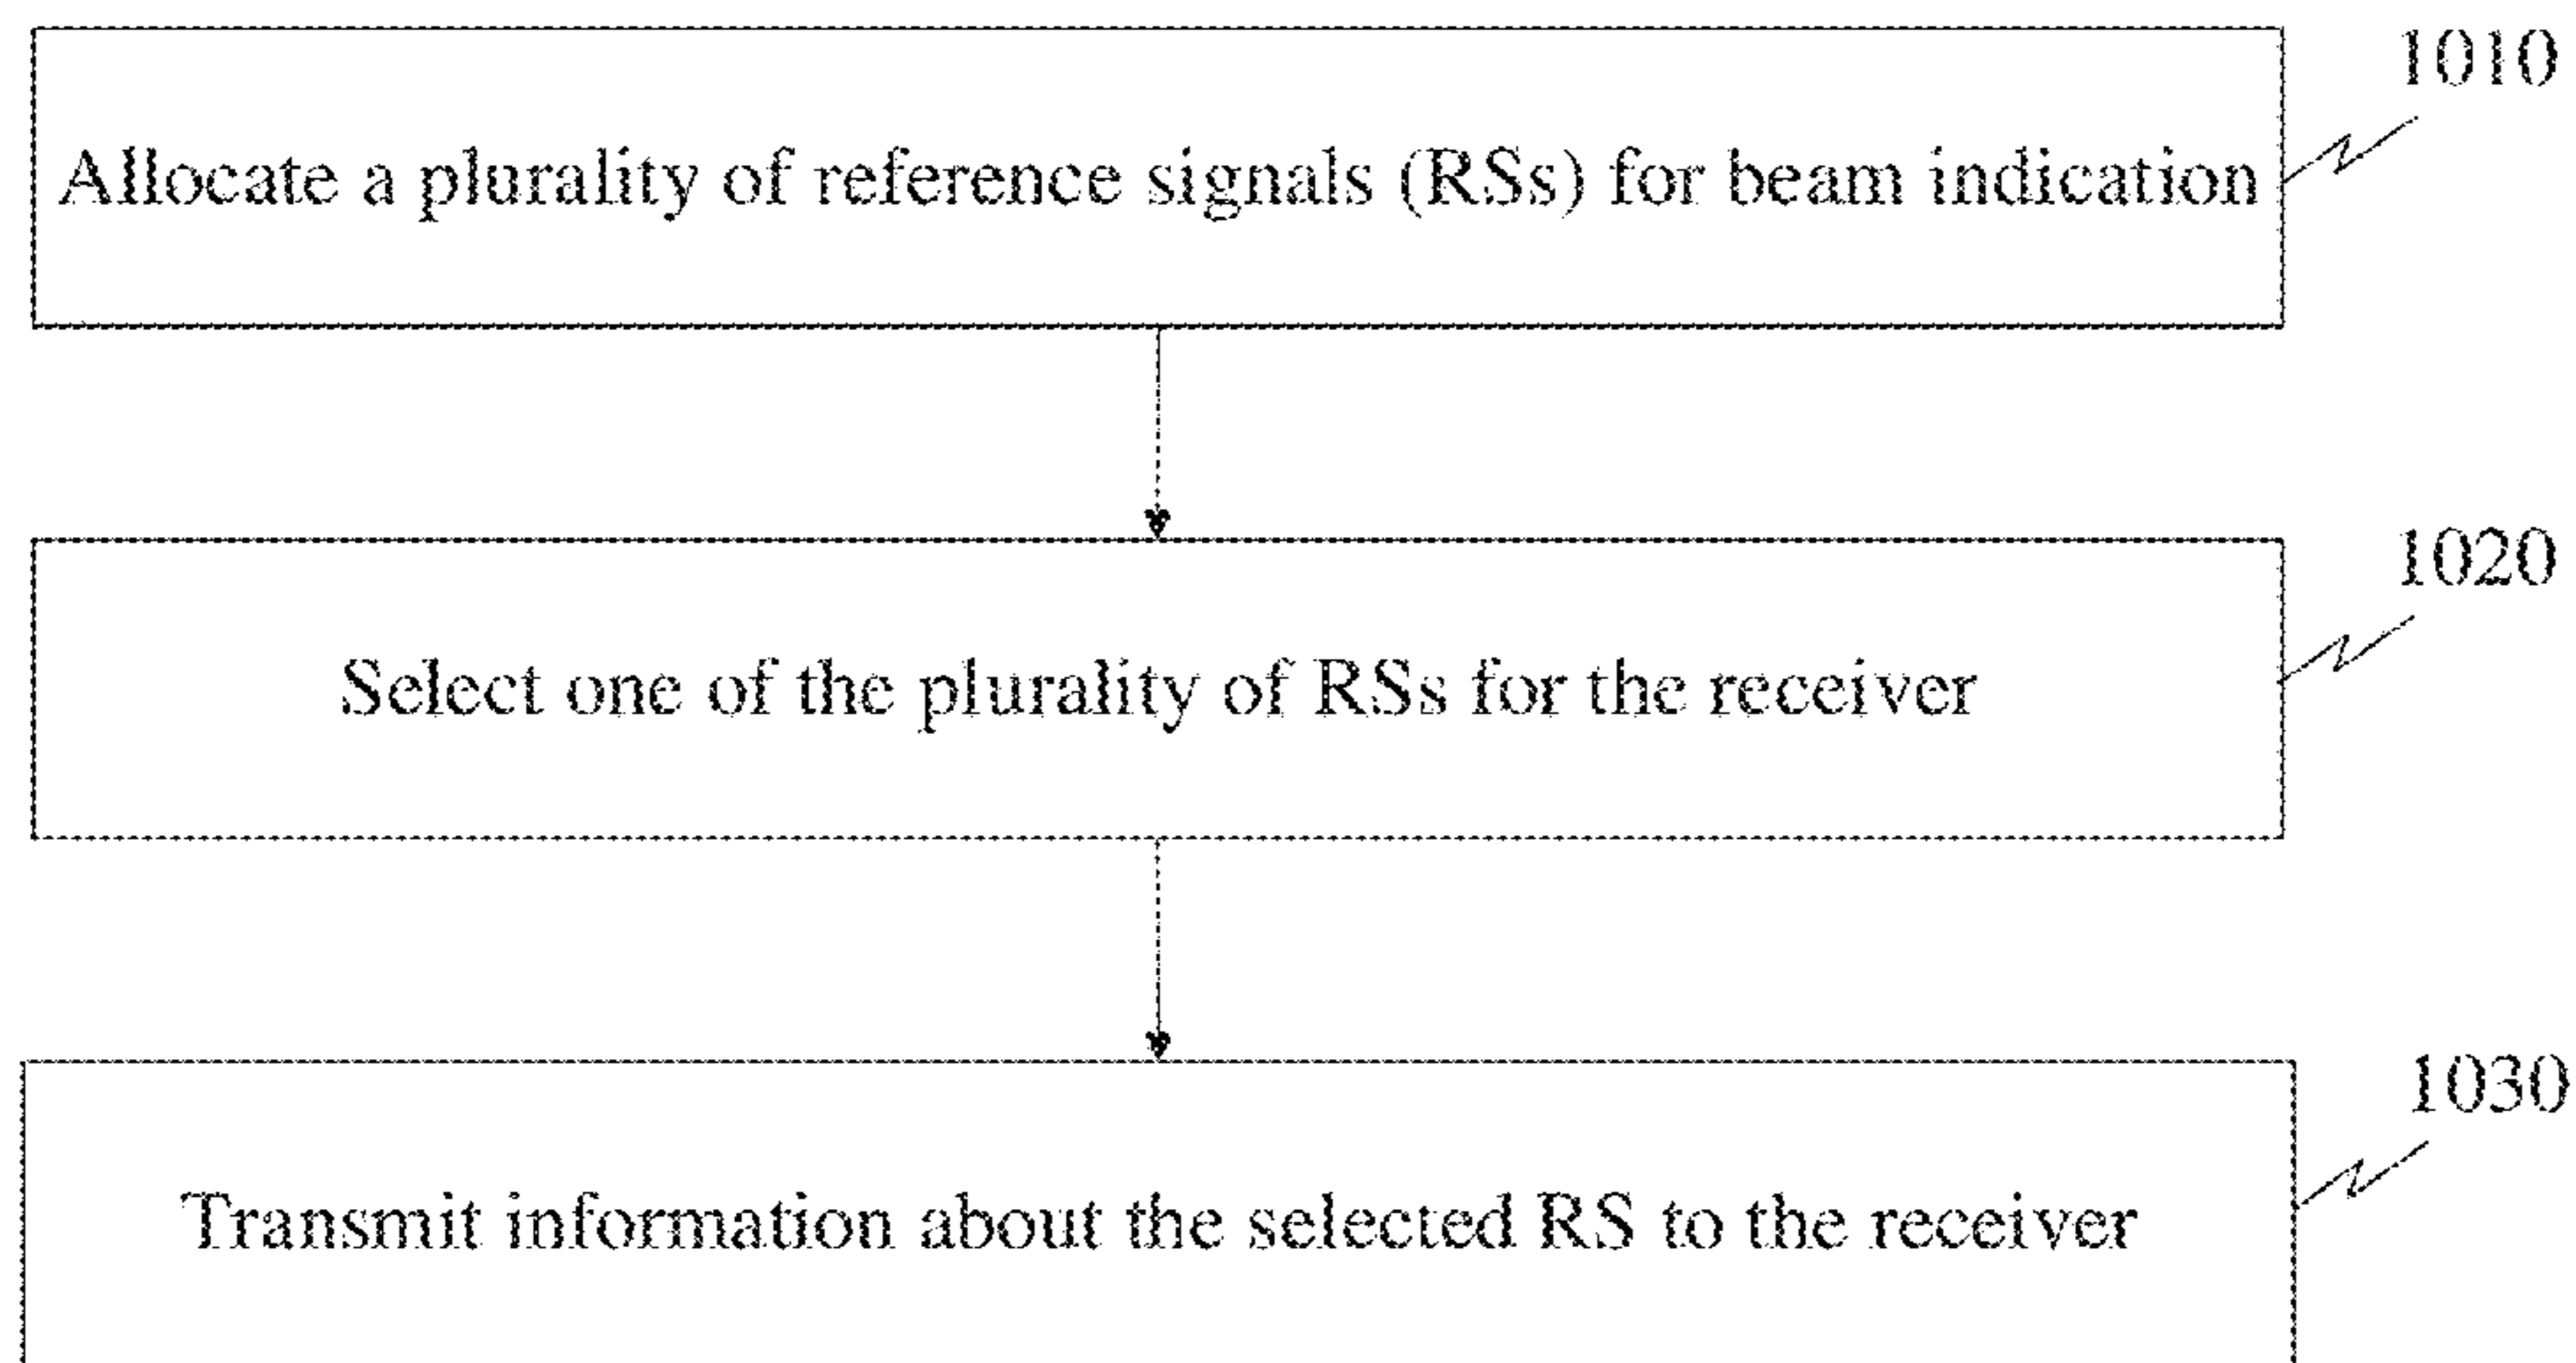 1010
Allocate a plurality of reference signals (RSs) for beam indication
1020
Select one of the plurality of RSs for the receiver
1030
Transmit information about the selected RS to the receiver